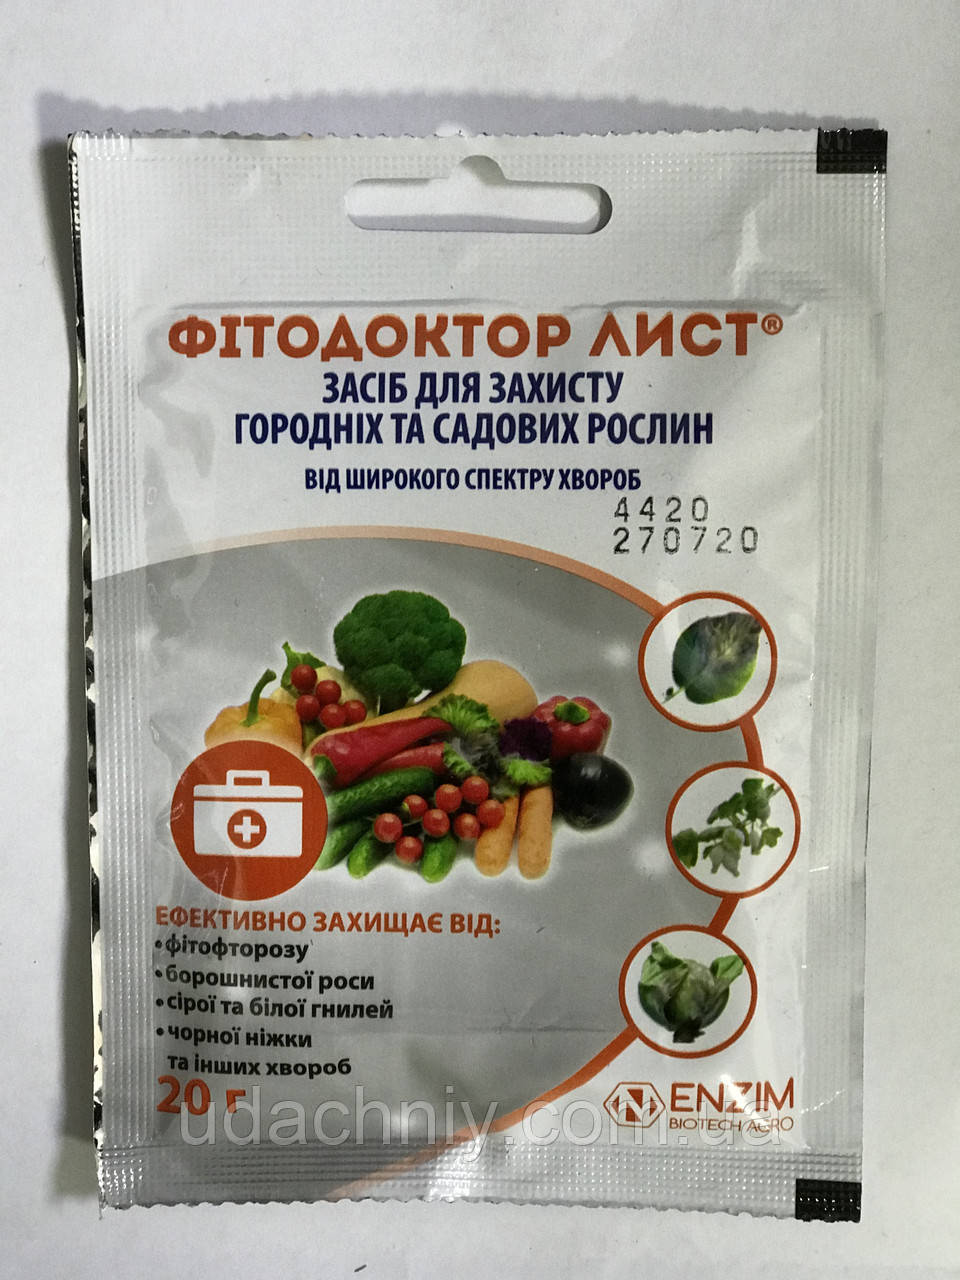 ФІТОДОКТОР ЛИСТ®
ЗАСІБ ДЛЯ ЗАХИСТУ
ГОРОДНІХ ТА САДОВИХ РОСЛИН
ВІД ШИРОКОГО СПЕКТРУ ХВОРОБ
4420
270720
ЕФЕКТИВНО ЗАХИЩАЄ ВІД:
•фітофторозу
•борошнистої роси
•сірої та білої гнилей
•чорної ніжки
та інших хвороб
20 г
ENZIM
BIOTECH AGRO
udachniy.com.ua